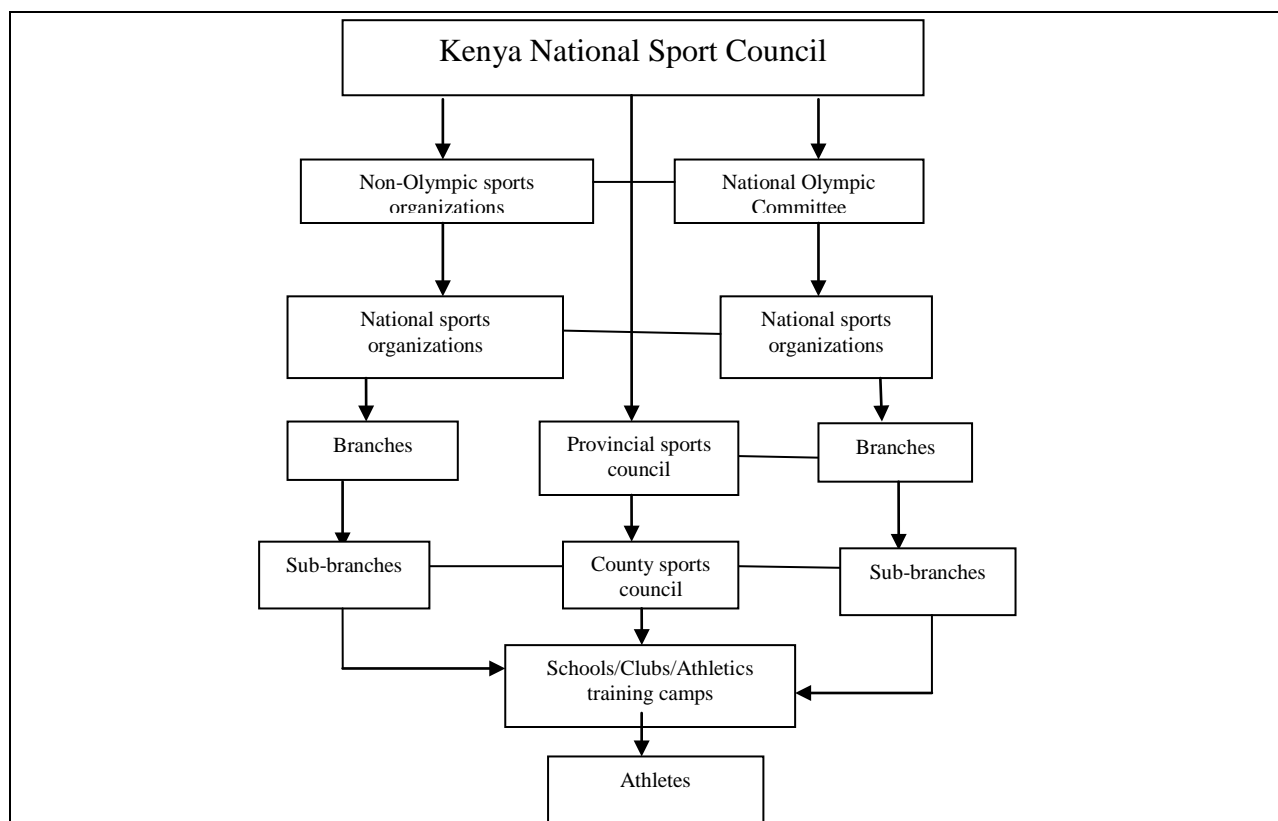 Kenya National Sport Council
Non-Olympic sports
organizations
National Olympic
Committee
National sports
organizations
National sports
organizations
Branches
Provincial sports
council
Branches
Sub-branches
County sports
council
Sub-branches
Schools/Clubs/Athletics
training camps
Athletes